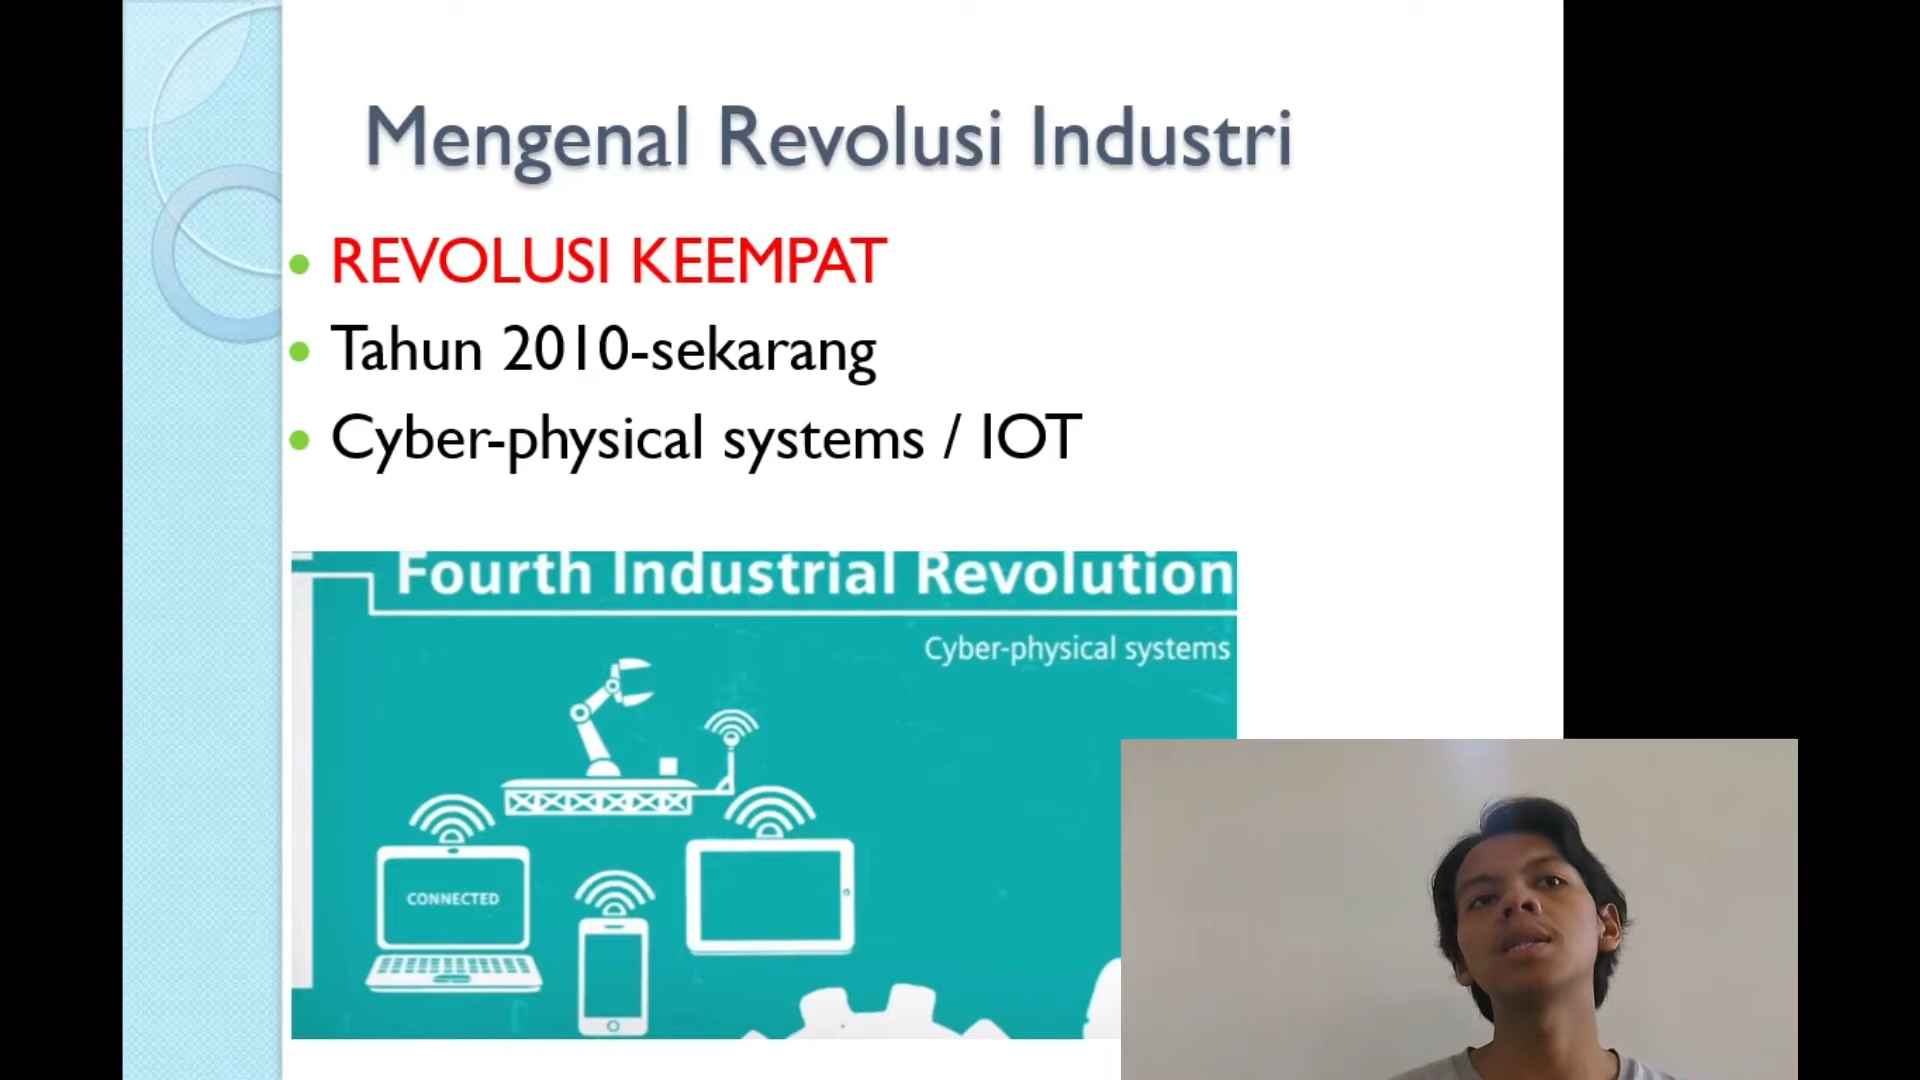 Mengenal Revolusi Industri
REVOLUSI KEEMPAT
Tahun 2010-sekarang
Cyber-physical systems / IOT
Fourth Industrial Revolution
Cyber-physical systems
CONNECTED